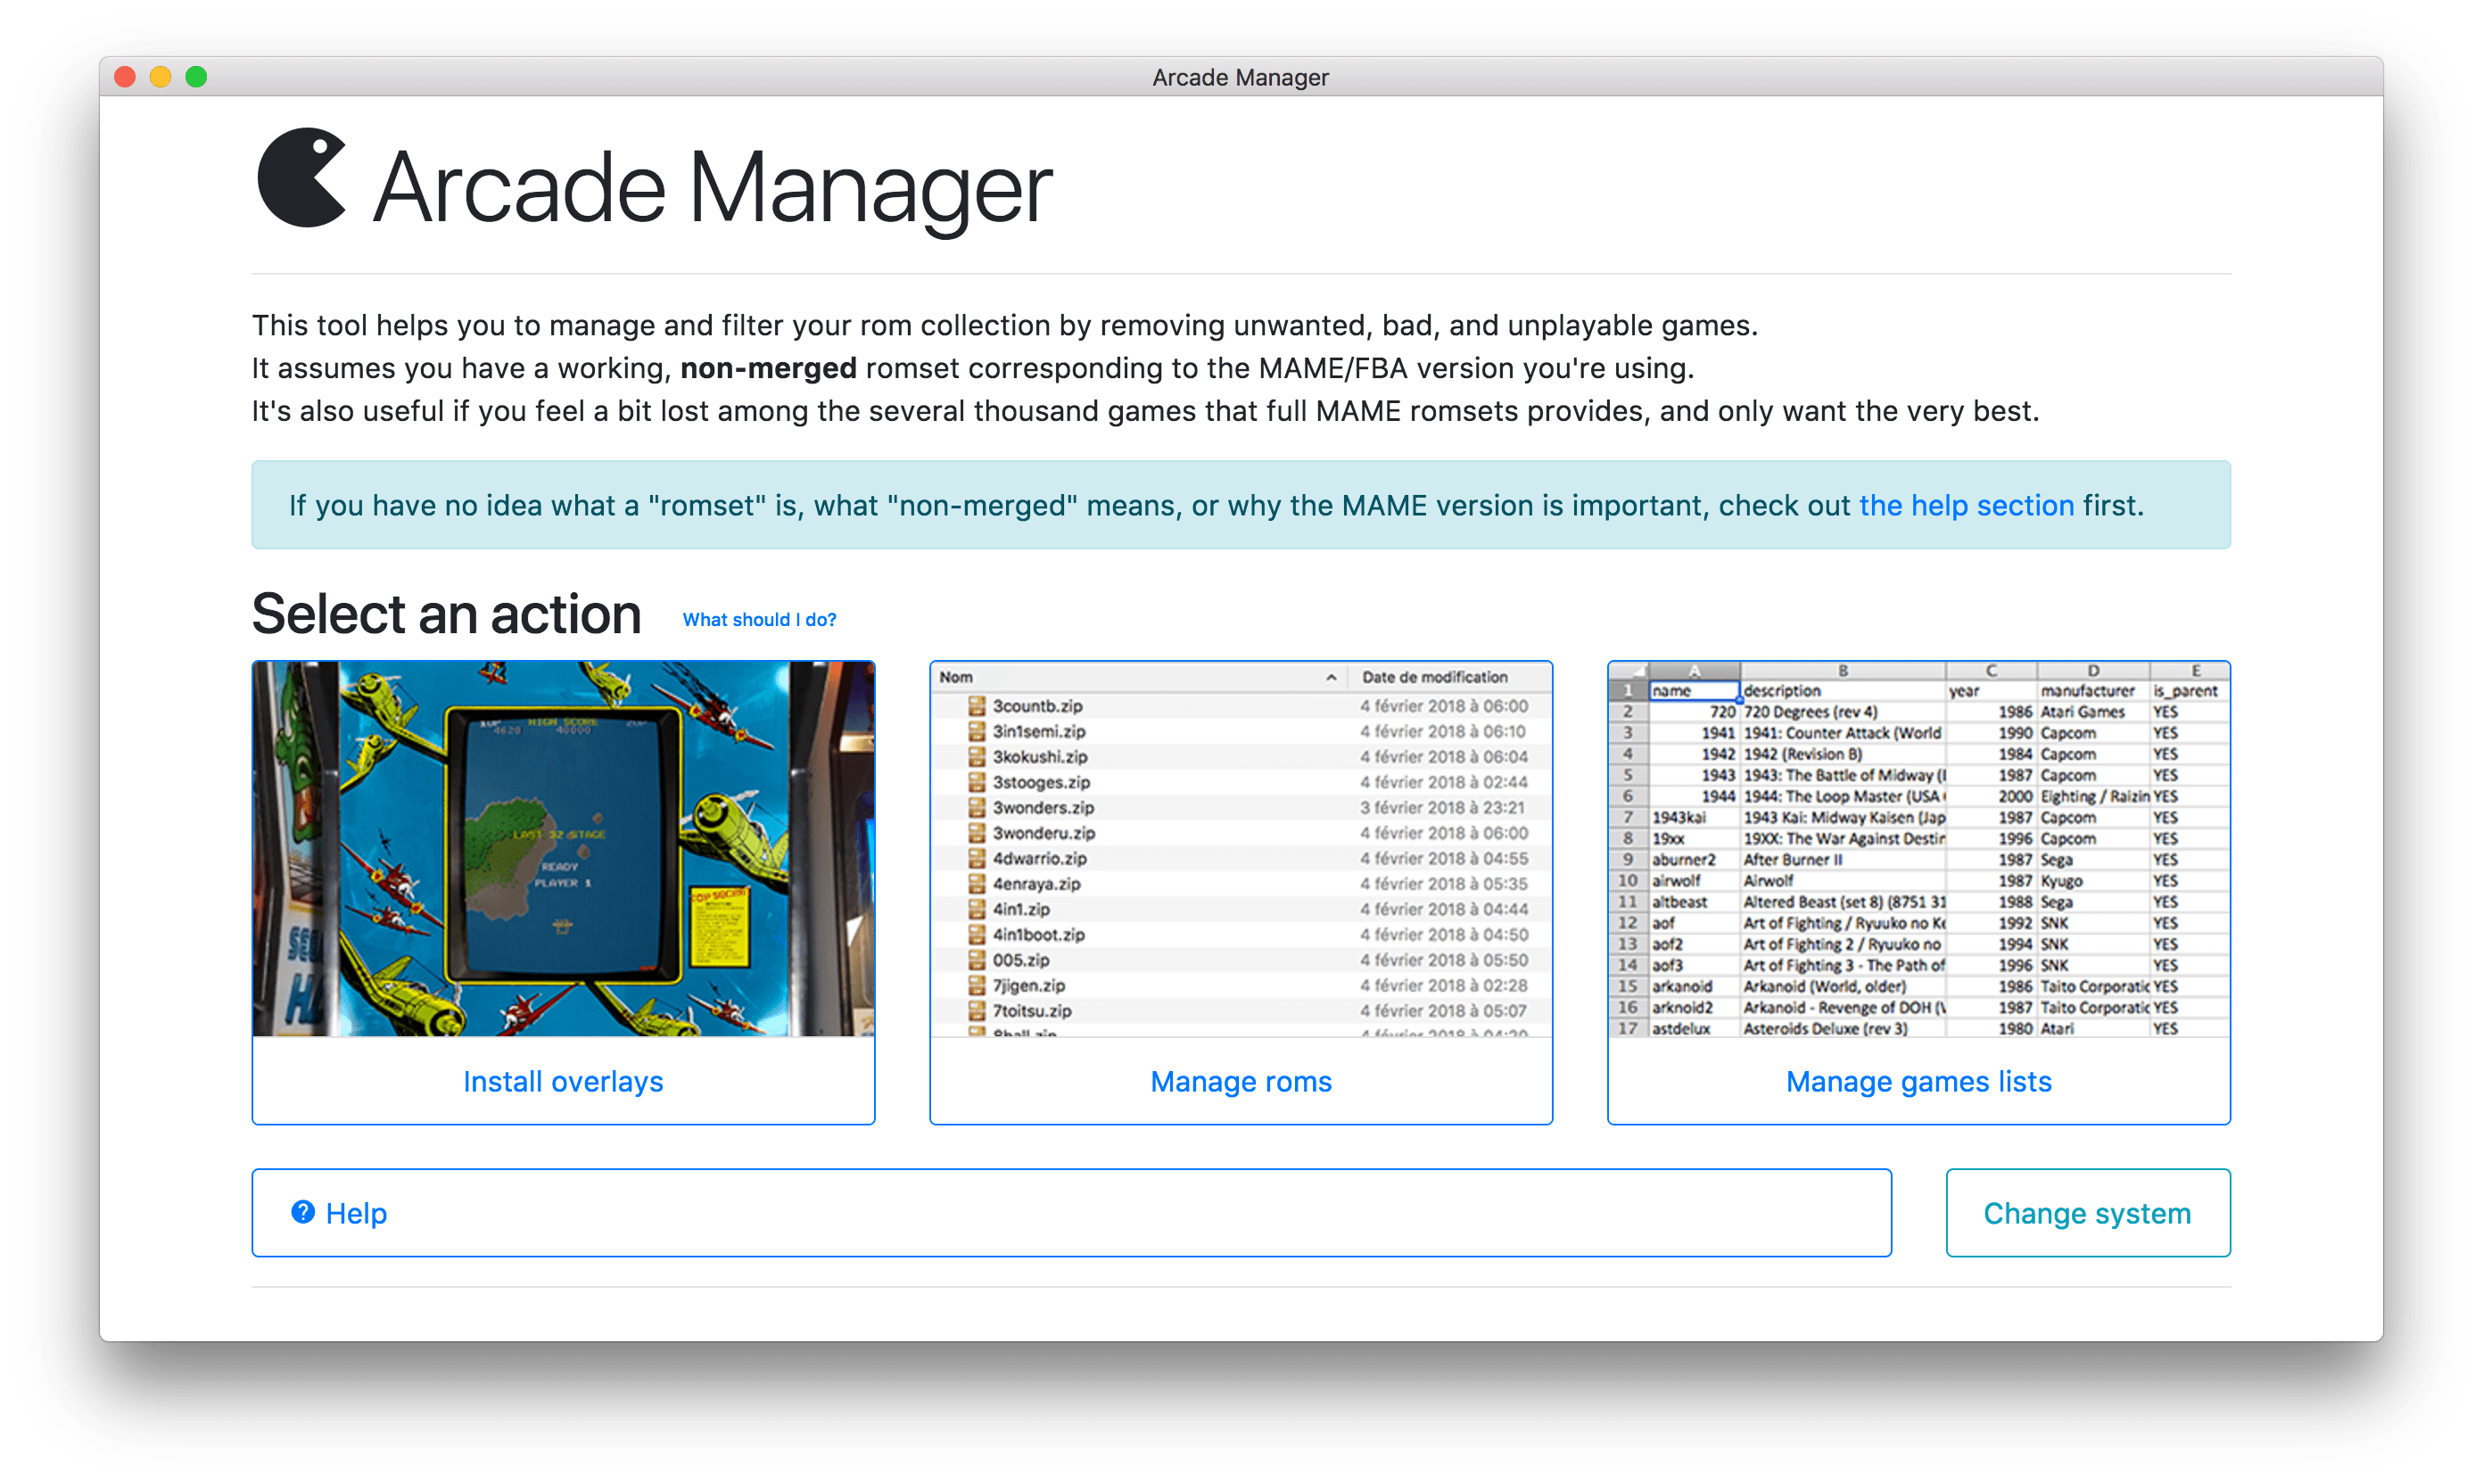 Arcade Manager
Arcade Manager
This tool helps you to manage and filter your rom collection by removing unwanted, bad, and unplayable games.
It assumes you have a working, non-merged romset corresponding to the MAME/FBA version you're using.
It's also useful if you feel a bit lost among the several thousand games that full MAME romsets provides, and only want the very best.
If you have no idea what a "romset" is, what "non-merged" means, or why the MAME version is important, check out the help section first.
Select an action What should I do?
1UP HIGH SCORE 2UP
4620 40000
LAST 32 STAGE
READY
PLAYER 1
TOP SECRET
Install overlays
Nom Date de modification
3countb.zip 4 février 2018 à 06:00
3in1semi.zip 4 février 2018 à 06:10
3kokushi.zip 4 février 2018 à 06:04
3stooges.zip 4 février 2018 à 02:44
3wonders.zip 3 février 2018 à 23:21
3wonderu.zip 4 février 2018 à 06:00
4dwarrio.zip 4 février 2018 à 04:55
4enraya.zip 4 février 2018 à 05:35
4in1.zip 4 février 2018 à 04:44
4in1boot.zip 4 février 2018 à 04:50
005.zip 4 février 2018 à 05:50
7jigen.zip 4 février 2018 à 02:28
7toitsu.zip 4 février 2018 à 05:07
8ball.zip 4 février 2018 à 04:20
Manage roms
A B C D E
1 name description year manufacturer is_parent
2 720 720 Degrees (rev 4) 1986 Atari Games YES
3 1941 1941: Counter Attack (World 1990 Capcom YES
4 1942 1942 (Revision B) 1984 Capcom YES
5 1943 1943: The Battle of Midway ( 1987 Capcom YES
6 1944 1944: The Loop Master (USA 2000 Eighting / Raizin YES
7 1943kai 1943 Kai: Midway Kaisen (Jap 1987 Capcom YES
8 19xx 19XX: The War Against Destin 1996 Capcom YES
9 aburner2 After Burner II 1987 Sega YES
10 airwolf Airwolf 1987 Kyugo YES
11 altbeast Altered Beast (set 8) (8751 31 1988 Sega YES
12 aof Art of Fighting / Ryuuko no Ke 1992 SNK YES
13 aof2 Art of Fighting 2 / Ryuuko no 1994 SNK YES
14 aof3 Art of Fighting 3 - The Path of 1996 SNK YES
15 arkanoid Arkanoid (World, older) 1986 Taito Corporatic YES
16 arknoid2 Arkanoid - Revenge of DOH (V 1987 Taito Corporatic YES
17 astdelux Asteroids Deluxe (rev 3) 1980 Atari YES
Manage games lists
Help
Change system